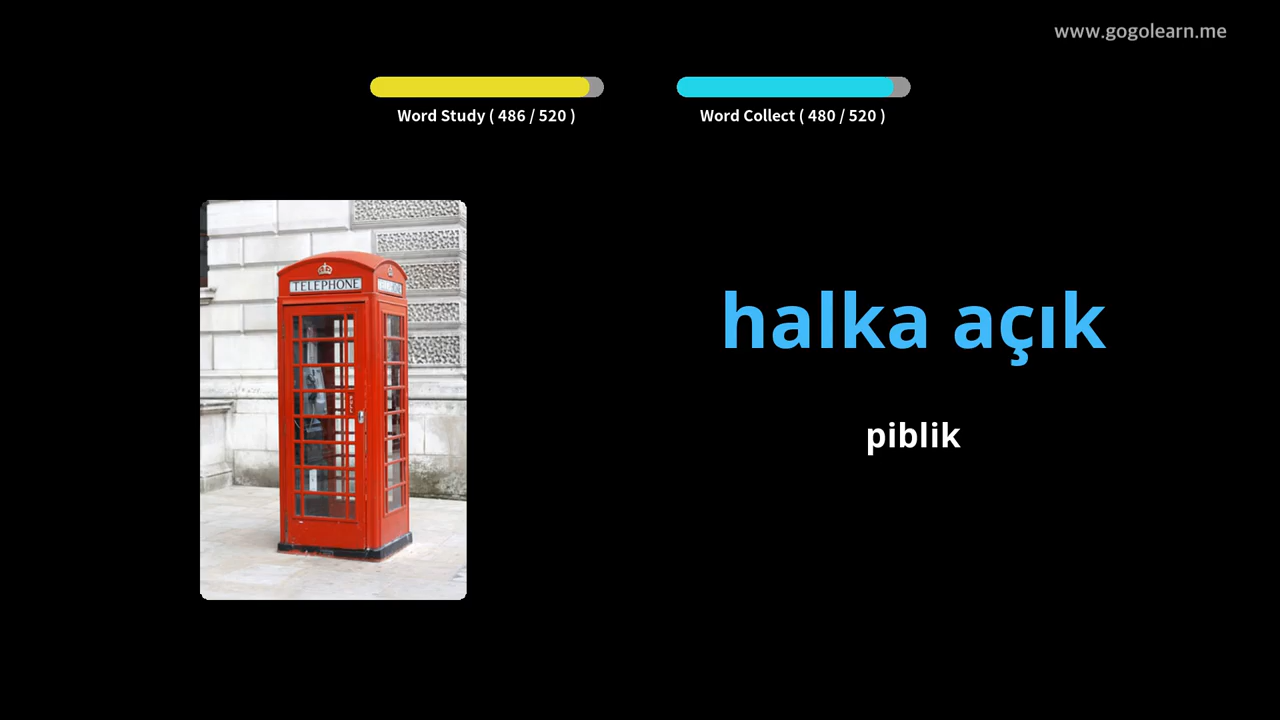 www.gogolearn.me
Word Study ( 486 / 520 )
Word Collect ( 480 / 520 )
TELEPHONE
halka açık
piblik